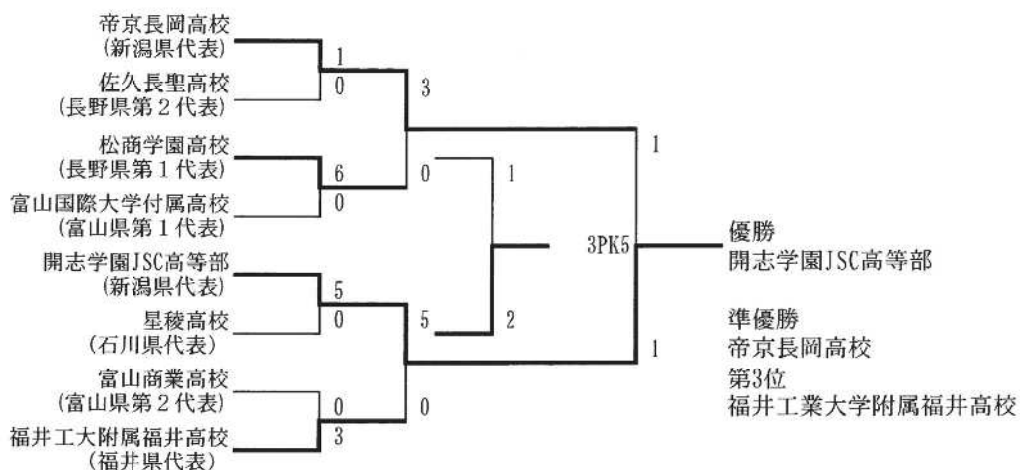 帝京長岡高校
(新潟県代表)
1
0
佐久長聖高校
(長野県第2代表)
3
松商学園高校
(長野県第1代表)
6
0
富山国際大学付属高校
(富山県第1代表)
0
1
1
開志学園JSC高等部
(新潟県代表)
5
0
星稜高校
(石川県代表)
5
2
3PK5
1
富山商業高校
(富山県第2代表)
0
3
福井工大附属福井高校
(福井県代表)
0
優勝
開志学園JSC高等部
準優勝
帝京長岡高校
第3位
福井工業大学附属福井高校